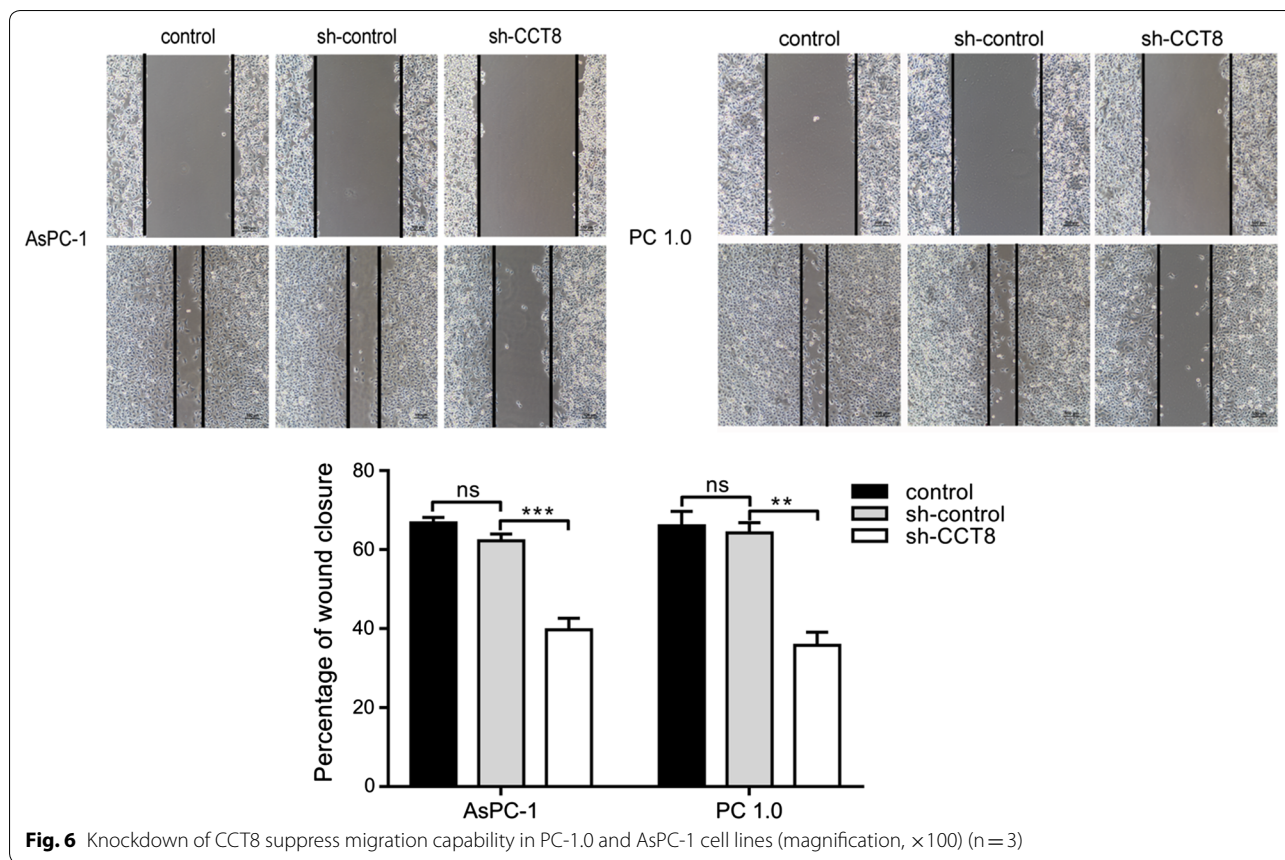 control sh-control sh-CCT8
control sh-control sh-CCT8
AsPC-1
PC 1.0
Percentage of wound closure
80
60
40
20
0
ns
***
ns
**
control
sh-control
sh-CCT8
AsPC-1
PC 1.0
Fig. 6 Knockdown of CCT8 suppress migration capability in PC-1.0 and AsPC-1 cell lines (magnification, ×100) (n = 3)